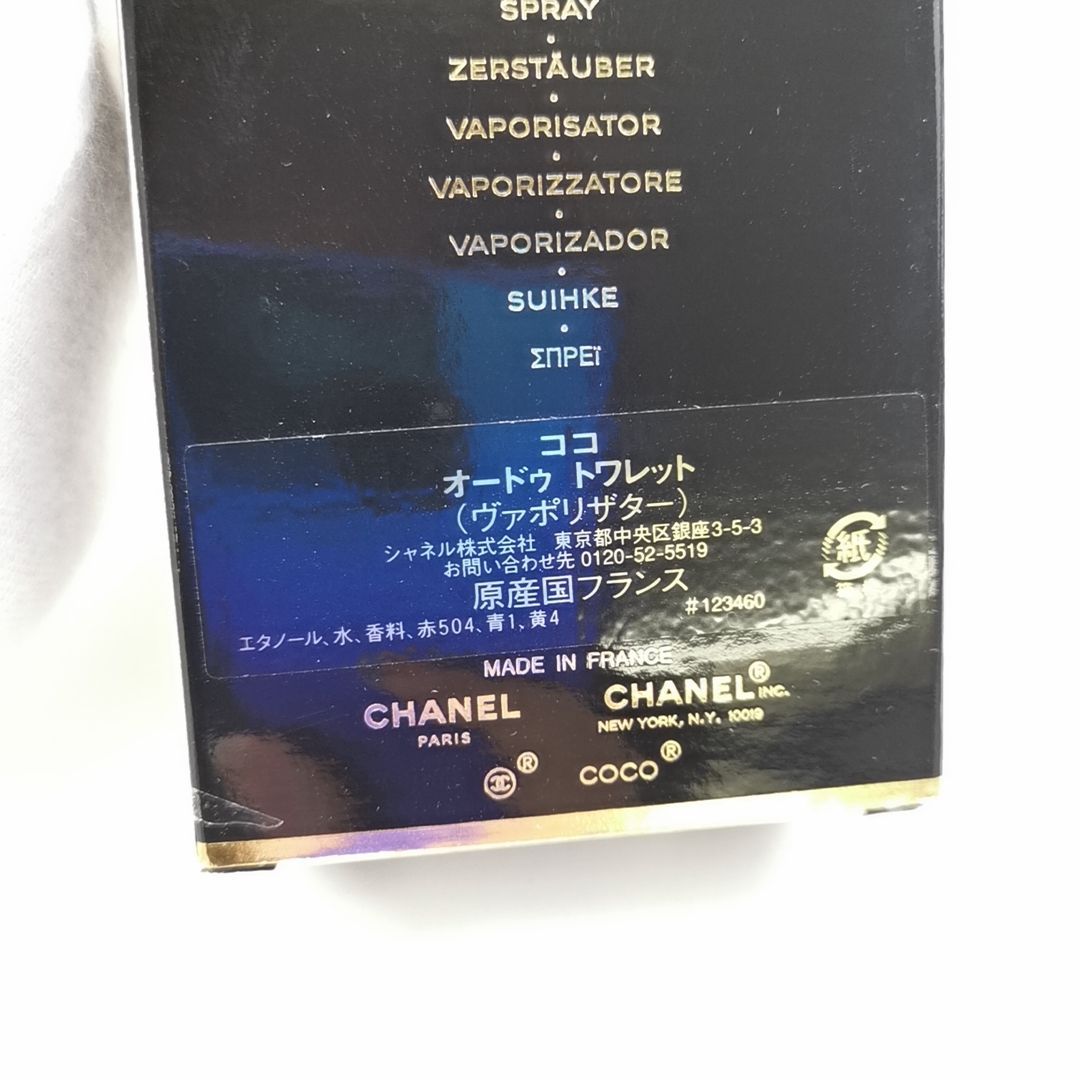 SPRAY
ZERSTÄUBER
VAPORISATOR
VAPORIZZATORE
VAPORIZADOR
SUIHKE
ΣΠΡΕΪ
ココ
オードゥ トワレット
(ヴァポリザター)
シャネル株式会社 東京都中央区銀座3-5-3
お問い合わせ先 0120-52-5519
原産国フランス
#123460
エタノール、水、香料、赤504、青1、黄4
紙
MADE IN FRANCE
CHANEL
PARIS
CHANEL® INC.
NEW YORK, N.Y. 10019
®
COCO®